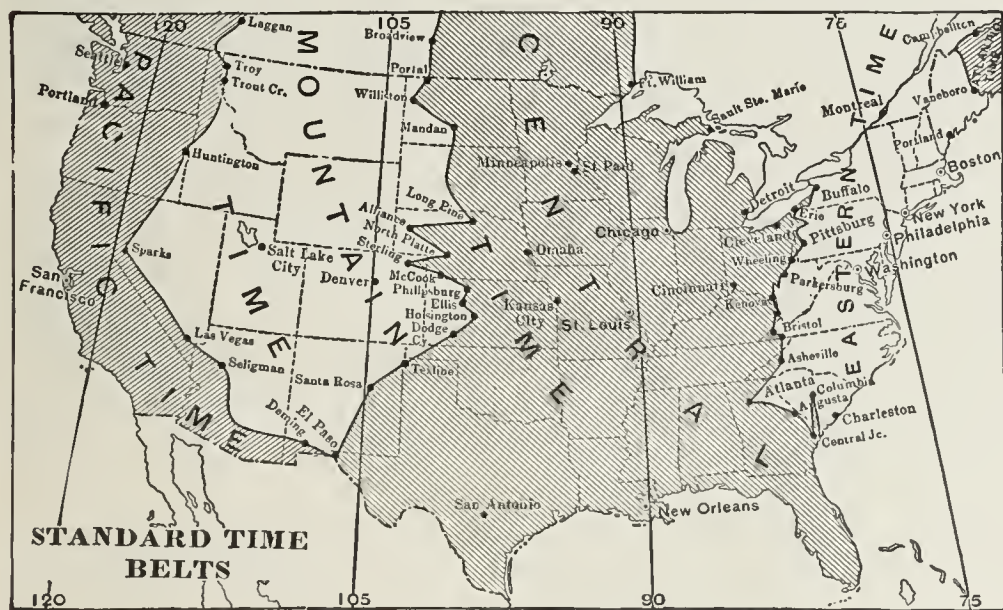 120
105
90
75
Laggan
Broadview
Campbellton
Seattle
Troy
Portal
Ft. William
Trout Cr.
Williston
Sault Ste. Marie
Vanceboro
Portland
Montreal
Mandan
Portland
Huntington
Minneapolis
St. Paul
Boston
Detroit
Buffalo
Long Pine
Alliance
Erie
New York
North Platte
Chicago
Cleveland
Pittsburg
Philadelphia
Sparks
Salt Lake
City
Sterling
Omaha
Wheeling
Washington
San
Francisco
Denver
McCook
Phillipsburg
Cincinnati
Parkersburg
Ellis
Kansas
City
Kenova
Hoisington
St. Louis
Dodge
Cy.
Bristol
Las Vegas
Seligman
Texline
Asheville
Santa Rosa
Atlanta
Columbia
Augusta
Charleston
El Paso
Deming
Central Jc.
San Antonio
New Orleans
PACIFIC TIME
MOUNTAIN
TIME
CENTRAL
TIME
EASTERN TIME
STANDARD TIME
BELTS
120
105
90
75